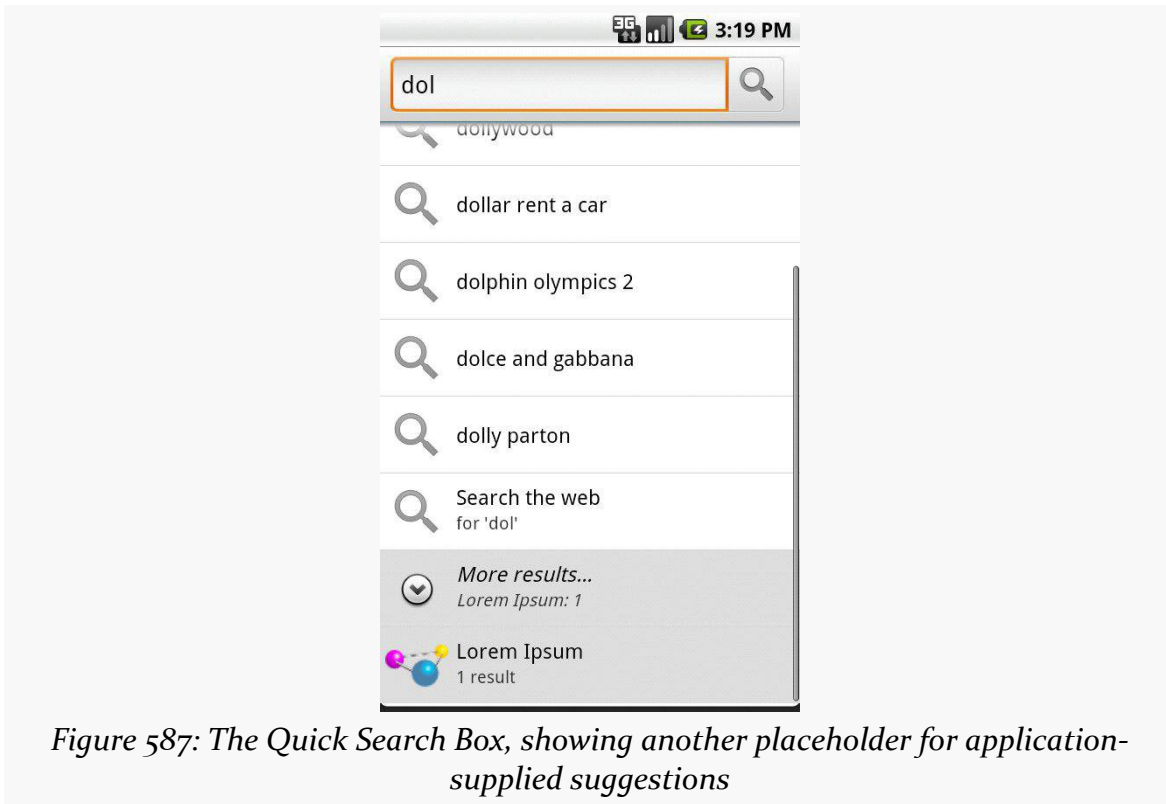 3G 3:19 PM
dol
dollywood
dollar rent a car
dolphin olympics 2
dolce and gabbana
dolly parton
Search the web
for 'dol'
More results...
Lorem Ipsum: 1
Lorem Ipsum
1 result
Figure 587: The Quick Search Box, showing another placeholder for application-
supplied suggestions